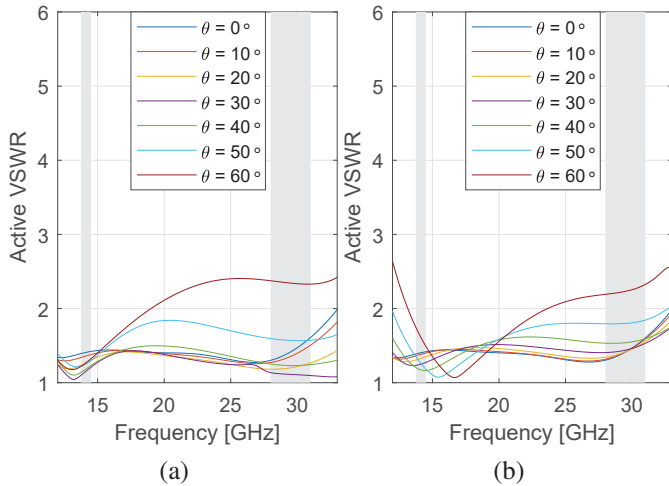 6
5
4
3
2
1
Active VSWR
θ = 0°
θ = 10°
θ = 20°
θ = 30°
θ = 40°
θ = 50°
θ = 60°
15 20 25 30
Frequency [GHz]
(a)
6
5
4
3
2
1
Active VSWR
θ = 0°
θ = 10°
θ = 20°
θ = 30°
θ = 40°
θ = 50°
θ = 60°
15 20 25 30
Frequency [GHz]
(b)